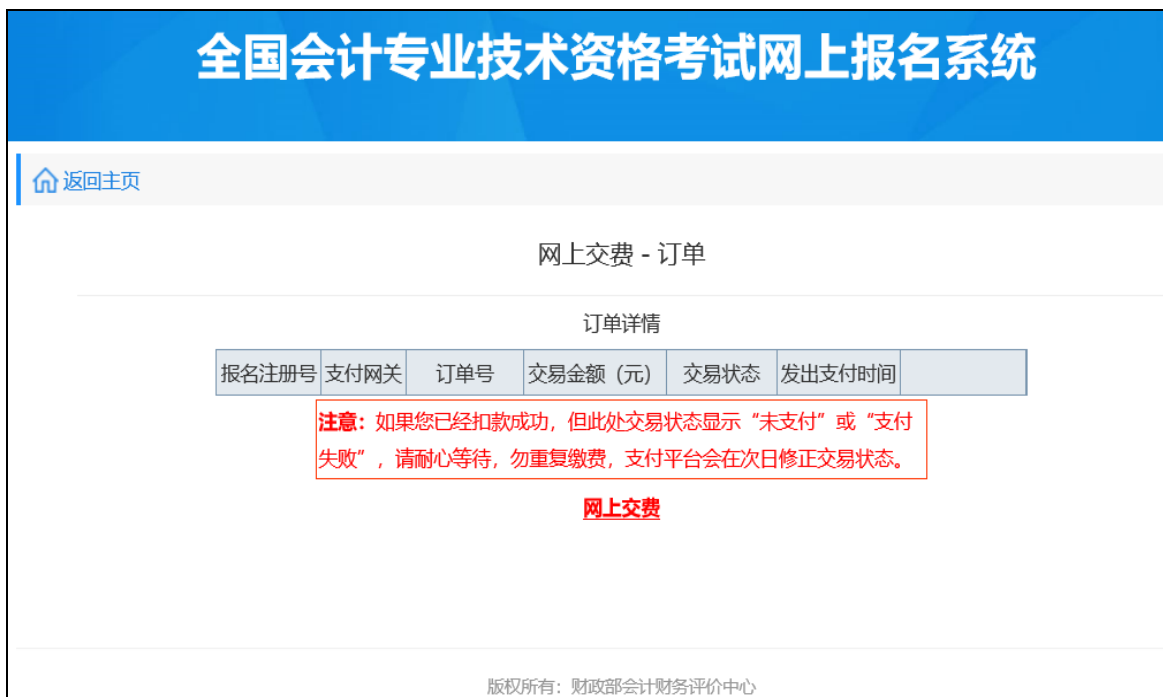 全国会计专业技术资格考试网上报名系统
返回主页
网上交费 - 订单
订单详情
报名注册号 支付网关 订单号 交易金额（元） 交易状态 发出支付时间
注意：如果您已经扣款成功，但此处交易状态显示“未支付”或“支付
失败”，请耐心等待，勿重复缴费，支付平台会在次日修正交易状态。
网上交费
版权所有：财政部会计财务评价中心